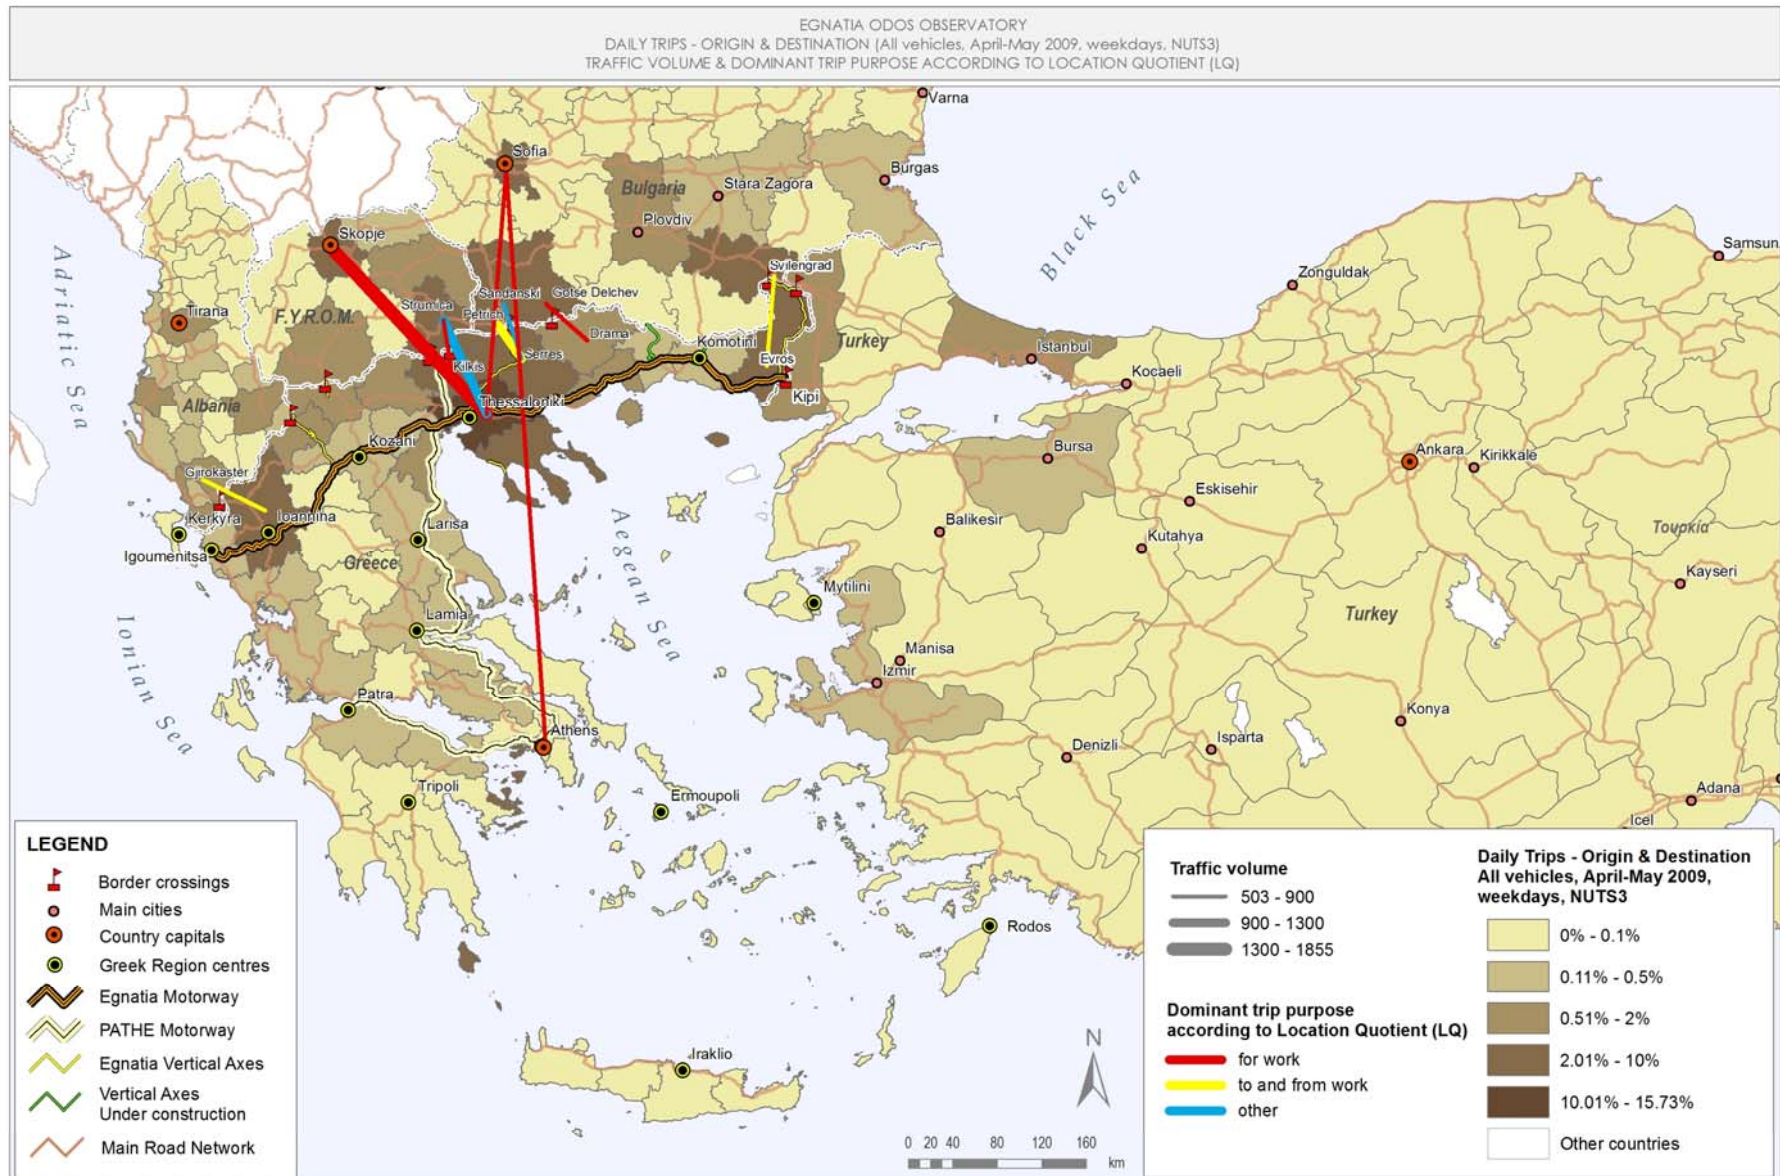 EGNATIA ODOS OBSERVATORY
DAILY TRIPS - ORIGIN & DESTINATION (All vehicles, April-May 2009, weekdays, NUTS3)
TRAFFIC VOLUME & DOMINANT TRIP PURPOSE ACCORDING TO LOCATION QUOTIENT (LQ)
Varna
Sofia
Burgas
Bulgaria
Stara Zagora
Plovdiv
Black Sea
Skopje
Samsun
Adriatic Sea
Svilengrad
Zonguldak
Sandanski
Gotse Delchev
Strumica
Petrich
Tirana
F.Y.R.O.M.
Drama
Komotini
Turkey
Serres
Evros
Istanbul
Kilkis
Kocaeli
Kipi
Albania
Thessaloniki
Kozani
Bursa
Ankara
Kirikkale
Gjirokaster
Eskisehir
Kerkyra
Ioannina
Larisa
Aegean Sea
Balikesir
Kutahya
Τουρκία
Igoumenitsa
Greece
Kayseri
Mytilini
Lamia
Turkey
Ionian Sea
Manisa
Izmir
Patra
Konya
Athens
Denizli
Isparta
Tripoli
Ermoupoli
Adana
Icel
Rodos
Iraklio
LEGEND
Border crossings
Main cities
Country capitals
Greek Region centres
Egnatia Motorway
PATHE Motorway
Egnatia Vertical Axes
Vertical Axes
Under construction
Main Road Network
N
0 20 40 80 120 160
km
Traffic volume
503 - 900
900 - 1300
1300 - 1855
Dominant trip purpose
according to Location Quotient (LQ)
for work
to and from work
other
Daily Trips - Origin & Destination
All vehicles, April-May 2009,
weekdays, NUTS3
0% - 0.1%
0.11% - 0.5%
0.51% - 2%
2.01% - 10%
10.01% - 15.73%
Other countries